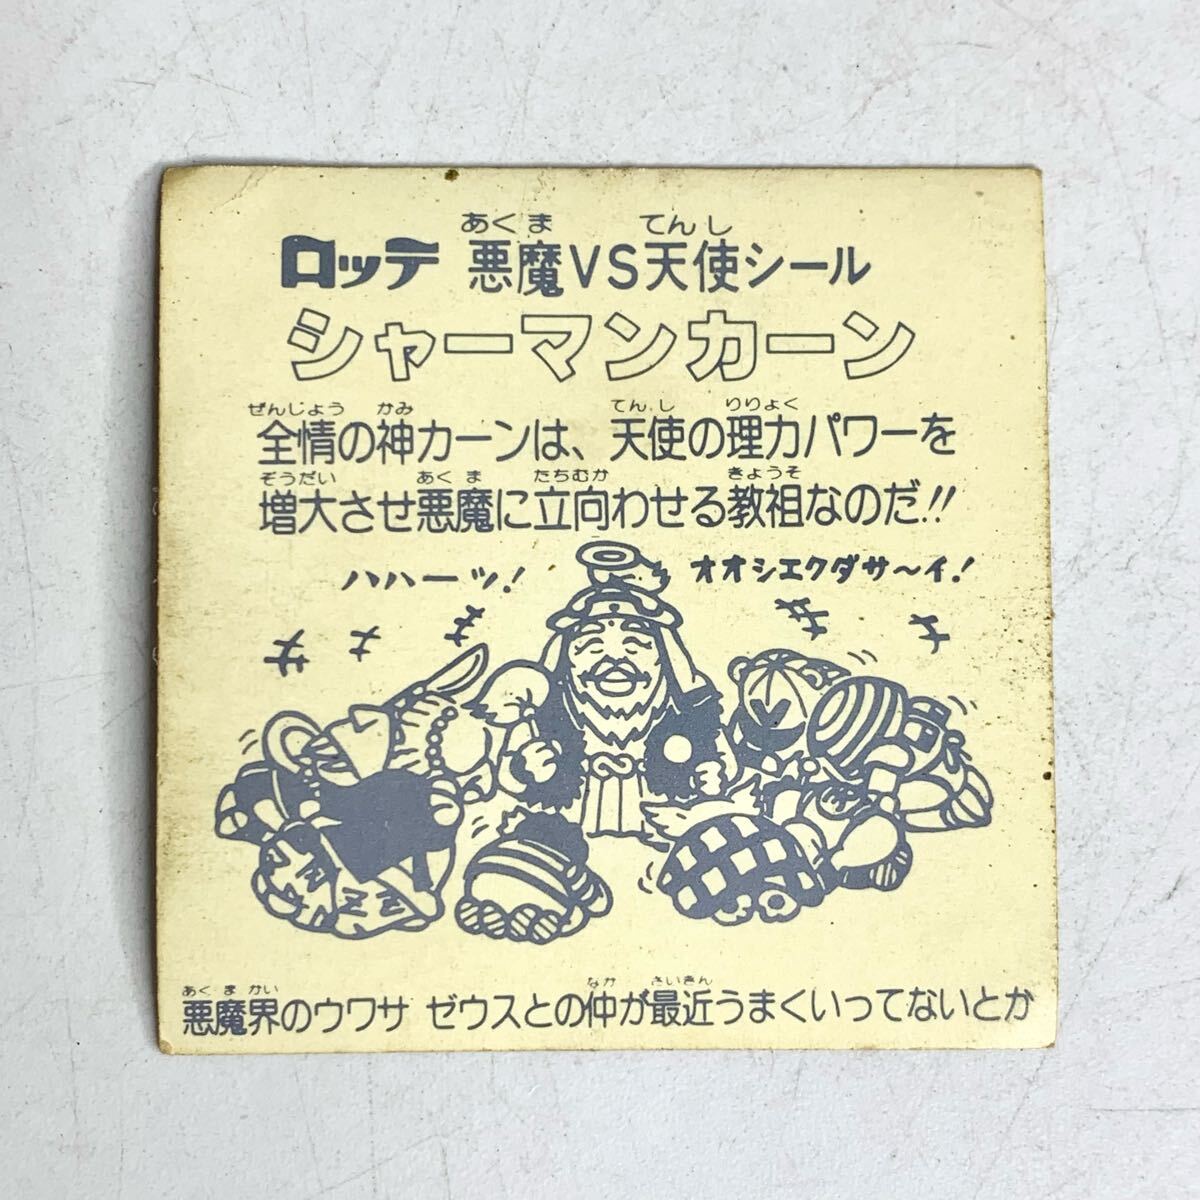 あくま てんし
ロッテ 悪魔VS天使シール
シャーマンカーン
ぜんじょう かみ てんし りりょく
全情の神カーンは、天使の理力パワーを
ぞうだい あくま たちむか きょうそ
増大させ悪魔に立向わせる教祖なのだ!!
ハハーッ! オオシエクダサ〜イ!
あくまかい なか さいきん
悪魔界のウワサ ゼウスとの仲が最近うまくいってないとか